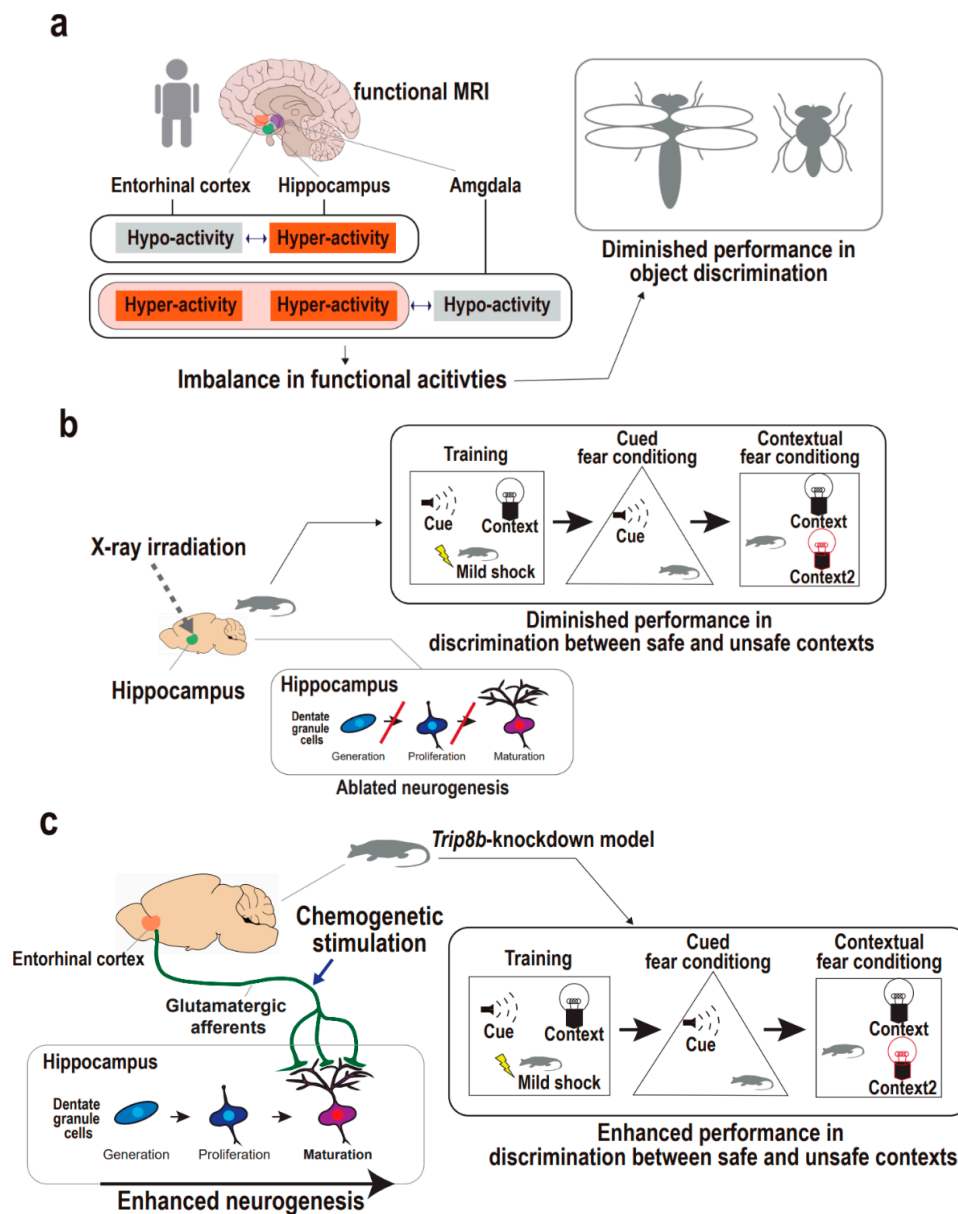 a
functional MRI
Entorhinal cortex
Hippocampus
Amgdala
Hypo-activity
Hyper-activity
Hyper-activity
Hyper-activity
Hypo-activity
Imbalance in functional acitivties
Diminished performance in
object discrimination
b
X-ray irradiation
Hippocampus
Training
Cue
Context
Mild shock
Cued
fear conditiong
Cue
Contextual
fear conditiong
Context
Context2
Diminished performance in
discrimination between safe and unsafe contexts
Hippocampus
Dentate
granule
cells
Generation
Proliferation
Maturation
Ablated neurogenesis
c
Trip8b-knockdown model
Entorhinal cortex
Chemogenetic
stimulation
Glutamatergic
afferents
Hippocampus
Dentate
granule
cells
Generation
Proliferation
Maturation
Enhanced neurogenesis
Training
Cue
Context
Mild shock
Cued
fear conditiong
Cue
Contextual
fear conditiong
Context
Context2
Enhanced performance in
discrimination between safe and unsafe contexts